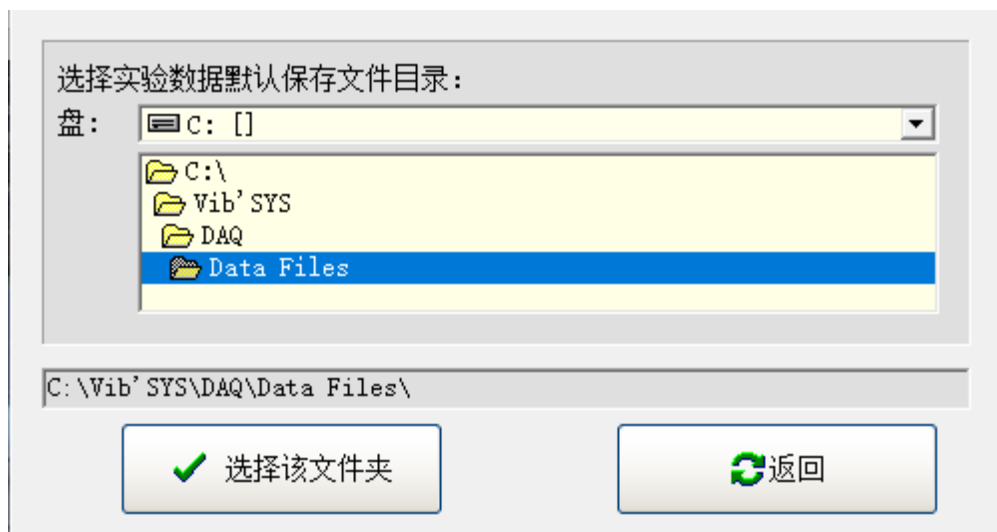 选择实验数据默认保存文件目录：
盘： C: []
C:\
Vib'SYS
DAQ
Data Files
C:\Vib'SYS\DAQ\Data Files\
选择该文件夹 返回